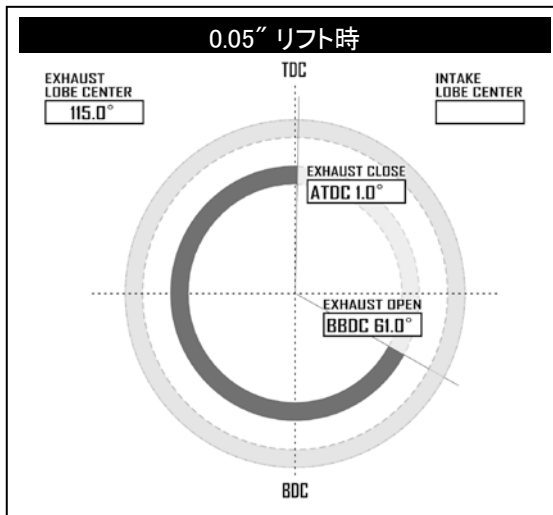 0.05″ リフト時
TDC
EXHAUST
LOBE CENTER
115.0°
INTAKE
LOBE CENTER
EXHAUST CLOSE
ATDC 1.0°
EXHAUST OPEN
BBDC 61.0°
BDC